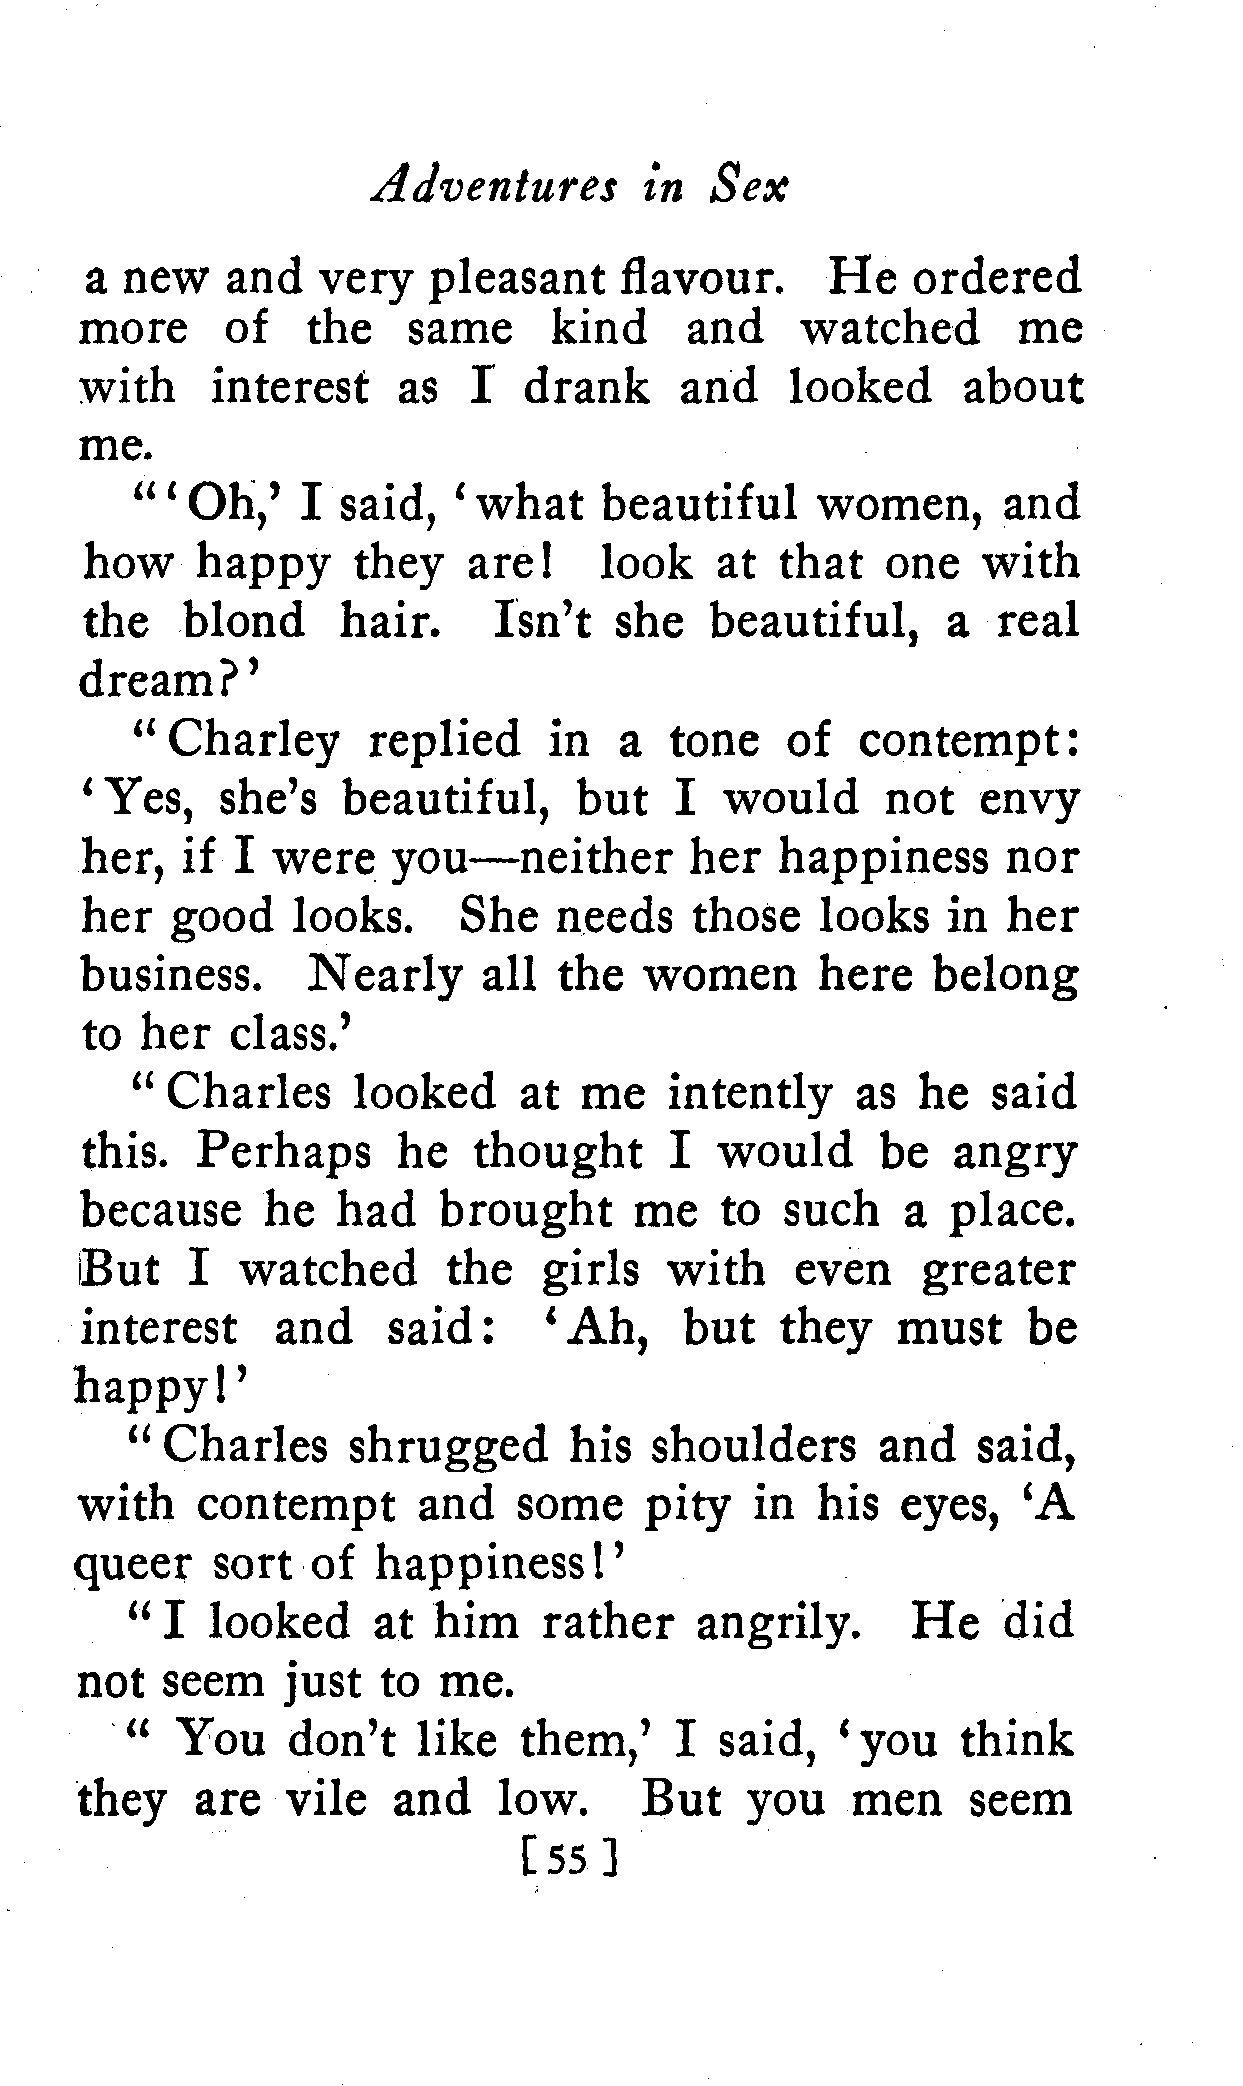 Adventures in Sex
a new and very pleasant flavour. He ordered
more of the same kind and watched me
with interest as I drank and looked about
me.
“‘Oh,’ I said, ‘what beautiful women, and
how happy they are! look at that one with
the blond hair. Isn’t she beautiful, a real
dream?’
“Charley replied in a tone of contempt:
‘Yes, she’s beautiful, but I would not envy
her, if I were you—neither her happiness nor
her good looks. She needs those looks in her
business. Nearly all the women here belong
to her class.’
“Charles looked at me intently as he said
this. Perhaps he thought I would be angry
because he had brought me to such a place.
But I watched the girls with even greater
interest and said: ‘Ah, but they must be
happy!’
“Charles shrugged his shoulders and said,
with contempt and some pity in his eyes, ‘A
queer sort of happiness!’
“I looked at him rather angrily. He did
not seem just to me.
“ You don’t like them,’ I said, ‘you think
they are vile and low. But you men seem
[ 55 ]